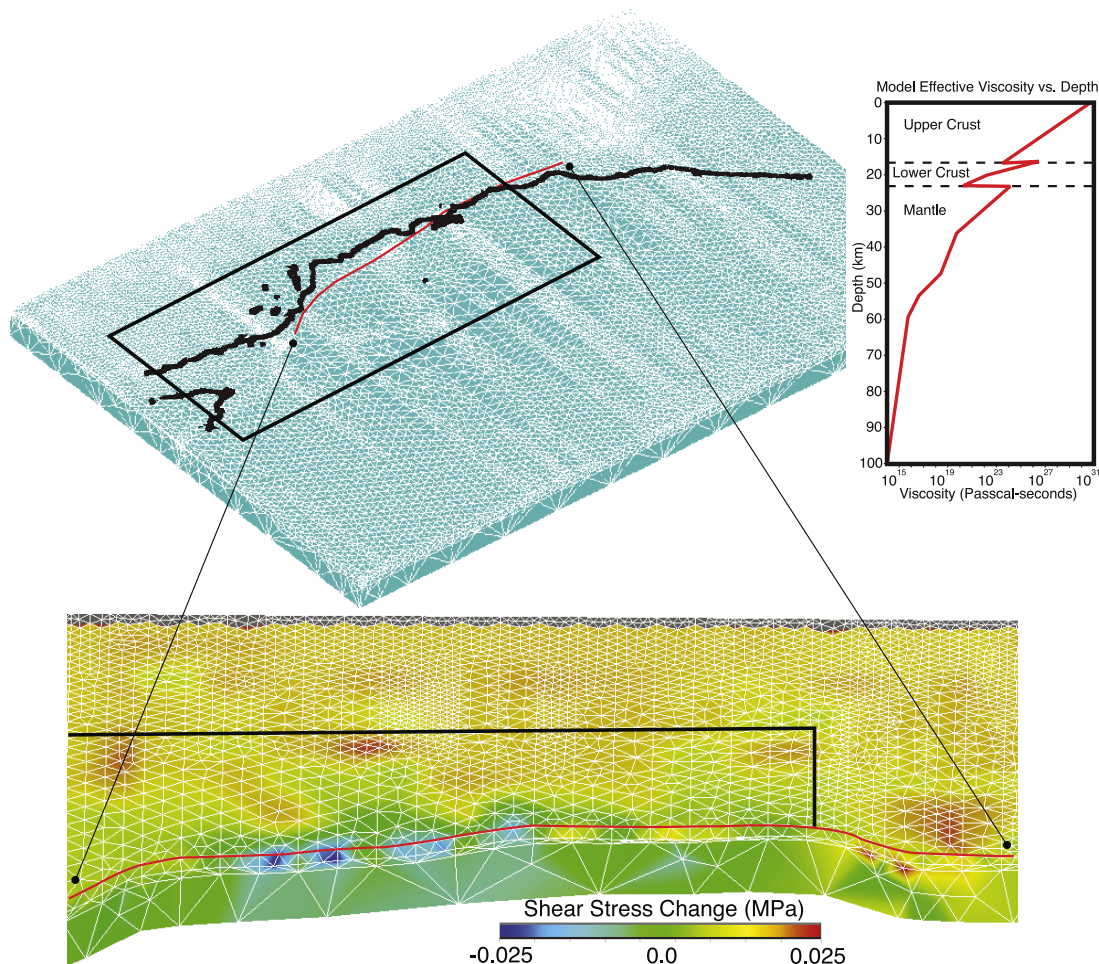 Model Effective Viscosity vs. Depth
0
10
20
30
40
50
60
70
80
90
100
Depth (km)
Upper Crust
Lower Crust
Mantle
10^15 10^19 10^23 10^27 10^31
Viscosity (Passcal-seconds)
Shear Stress Change (MPa)
-0.025 0.0 0.025